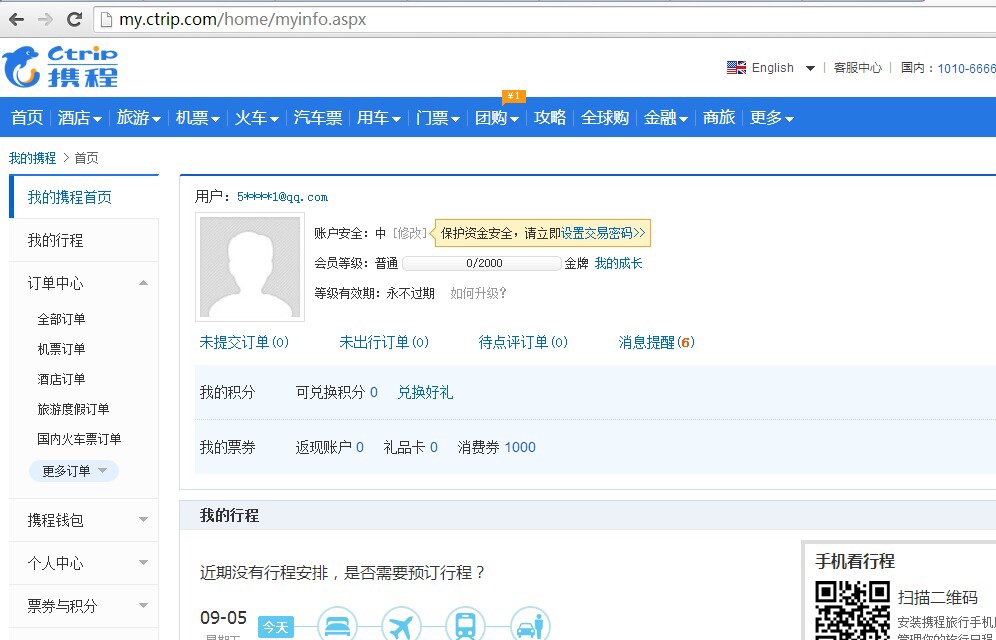 my.ctrip.com/home/myinfo.aspx
Ctrip
携程
English | 客服中心 | 国内：1010-6666
¥1
首页 酒店 旅游 机票 火车 汽车票 用车 门票 团购 攻略 全球购 金融 商旅 更多
我的携程 > 首页
我的携程首页
我的行程
订单中心
全部订单
机票订单
酒店订单
旅游度假订单
国内火车票订单
更多订单
携程钱包
个人中心
票券与积分
用户：5****1@qq.com
账户安全：中 [修改] 保护资金安全，请立即设置交易密码>>
会员等级：普通 0/2000 金牌 我的成长
等级有效期：永不过期 如何升级？
未提交订单(0) 未出行订单(0) 待点评订单(0) 消息提醒(6)
我的积分 可兑换积分 0 兑换好礼
我的票券 返现账户 0 礼品卡 0 消费券 1000
我的行程
近期没有行程安排，是否需要预订行程？
09-05 今天
手机看行程
扫描二维码
安装携程旅行手机